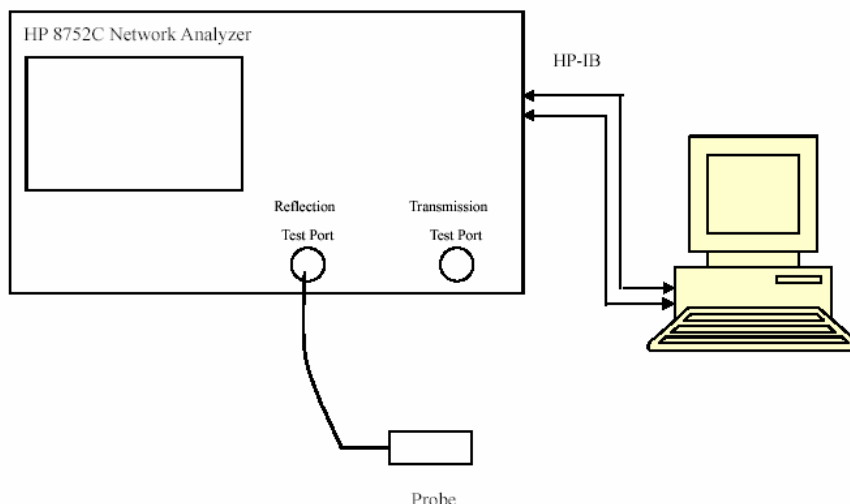 HP 8752C Network Analyzer
HP-IB
Reflection
Test Port
Transmission
Test Port
Probe